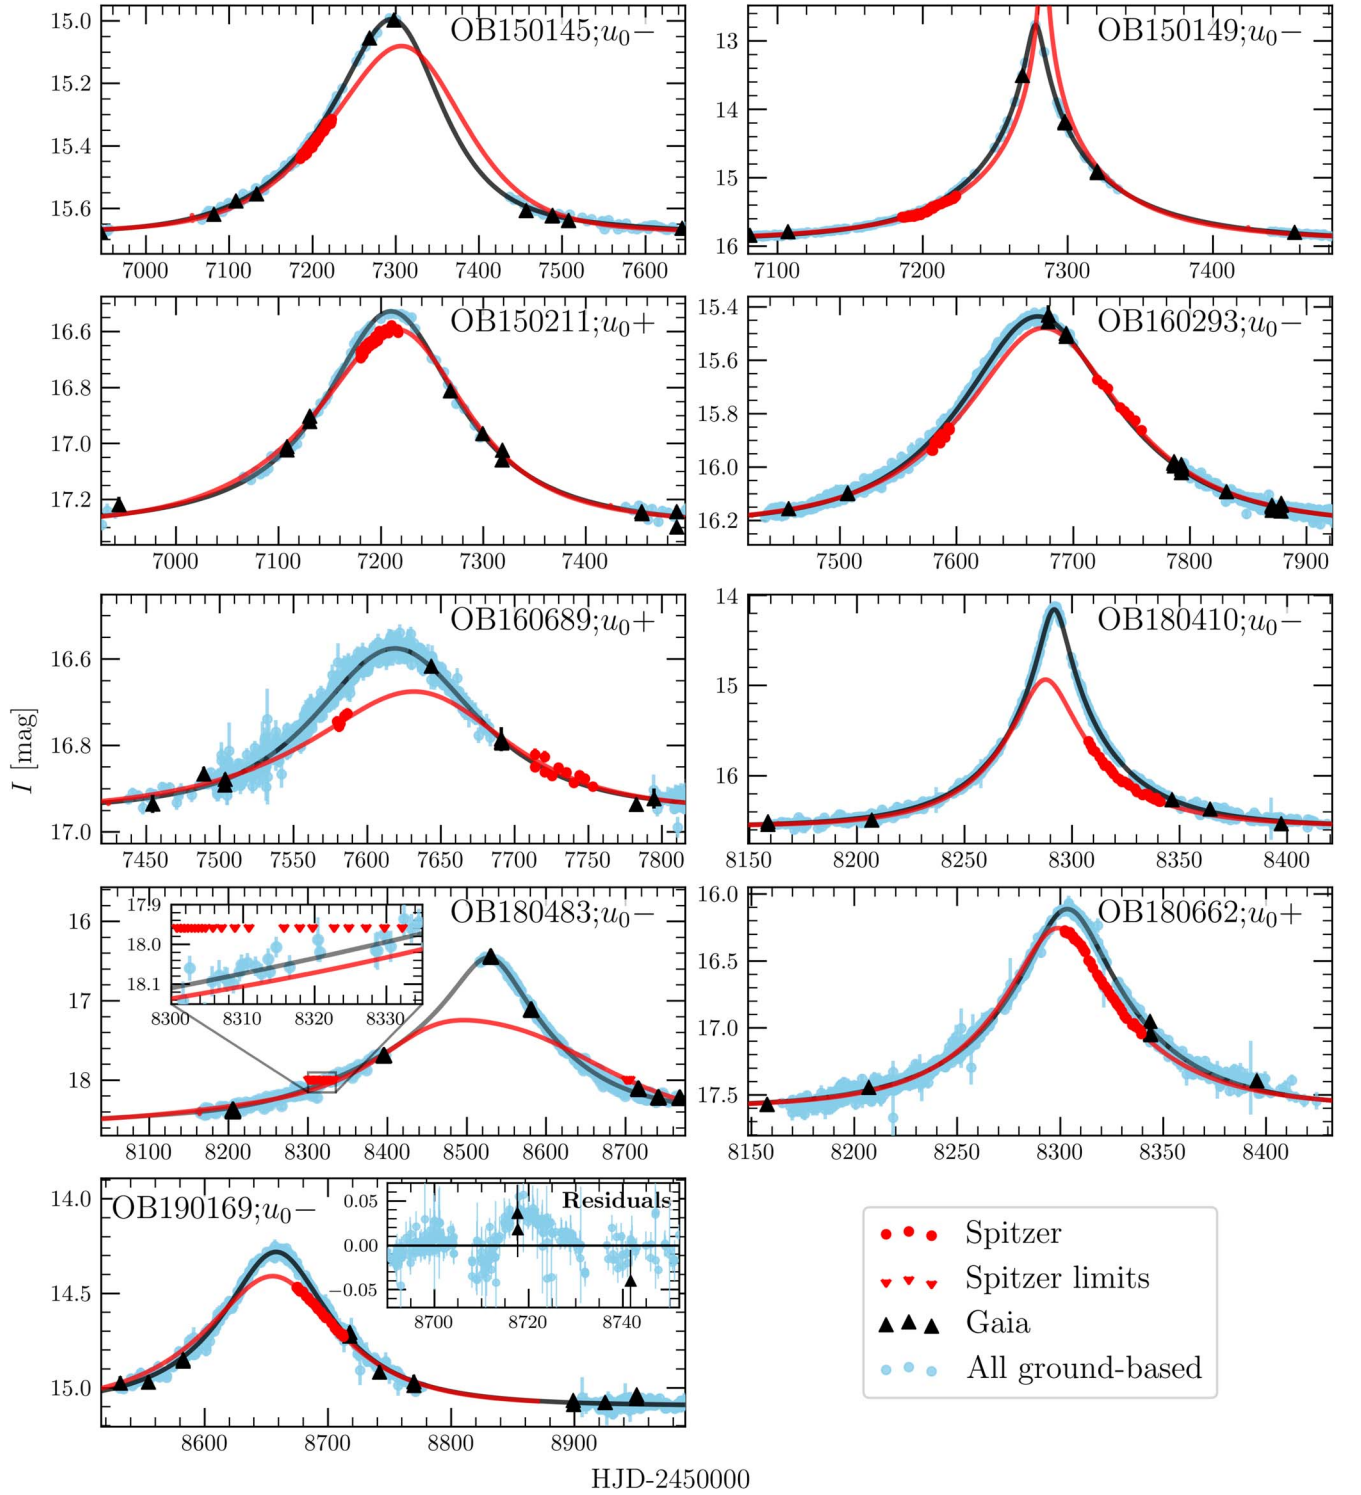 OB150145;u₀−
15.0
15.2
15.4
15.6
7000 7100 7200 7300 7400 7500 7600
OB150149;u₀−
13
14
15
16
7100 7200 7300 7400
OB150211;u₀+
16.6
16.8
17.0
17.2
7000 7100 7200 7300 7400
OB160293;u₀−
15.4
15.6
15.8
16.0
16.2
7500 7600 7700 7800 7900
OB160689;u₀+
16.6
16.8
17.0
7450 7500 7550 7600 7650 7700 7750 7800
OB180410;u₀−
14
15
16
8150 8200 8250 8300 8350 8400
I [mag]
OB180483;u₀−
16
17
18
17.9
18.0
18.1
8300 8310 8320 8330
8100 8200 8300 8400 8500 8600 8700
OB180662;u₀+
16.0
16.5
17.0
17.5
8150 8200 8250 8300 8350 8400
OB190169;u₀−
14.0
14.5
15.0
Residuals
0.05
0.00
−0.05
8700 8720 8740
8600 8700 8800 8900
Spitzer
Spitzer limits
Gaia
All ground-based
HJD-2450000